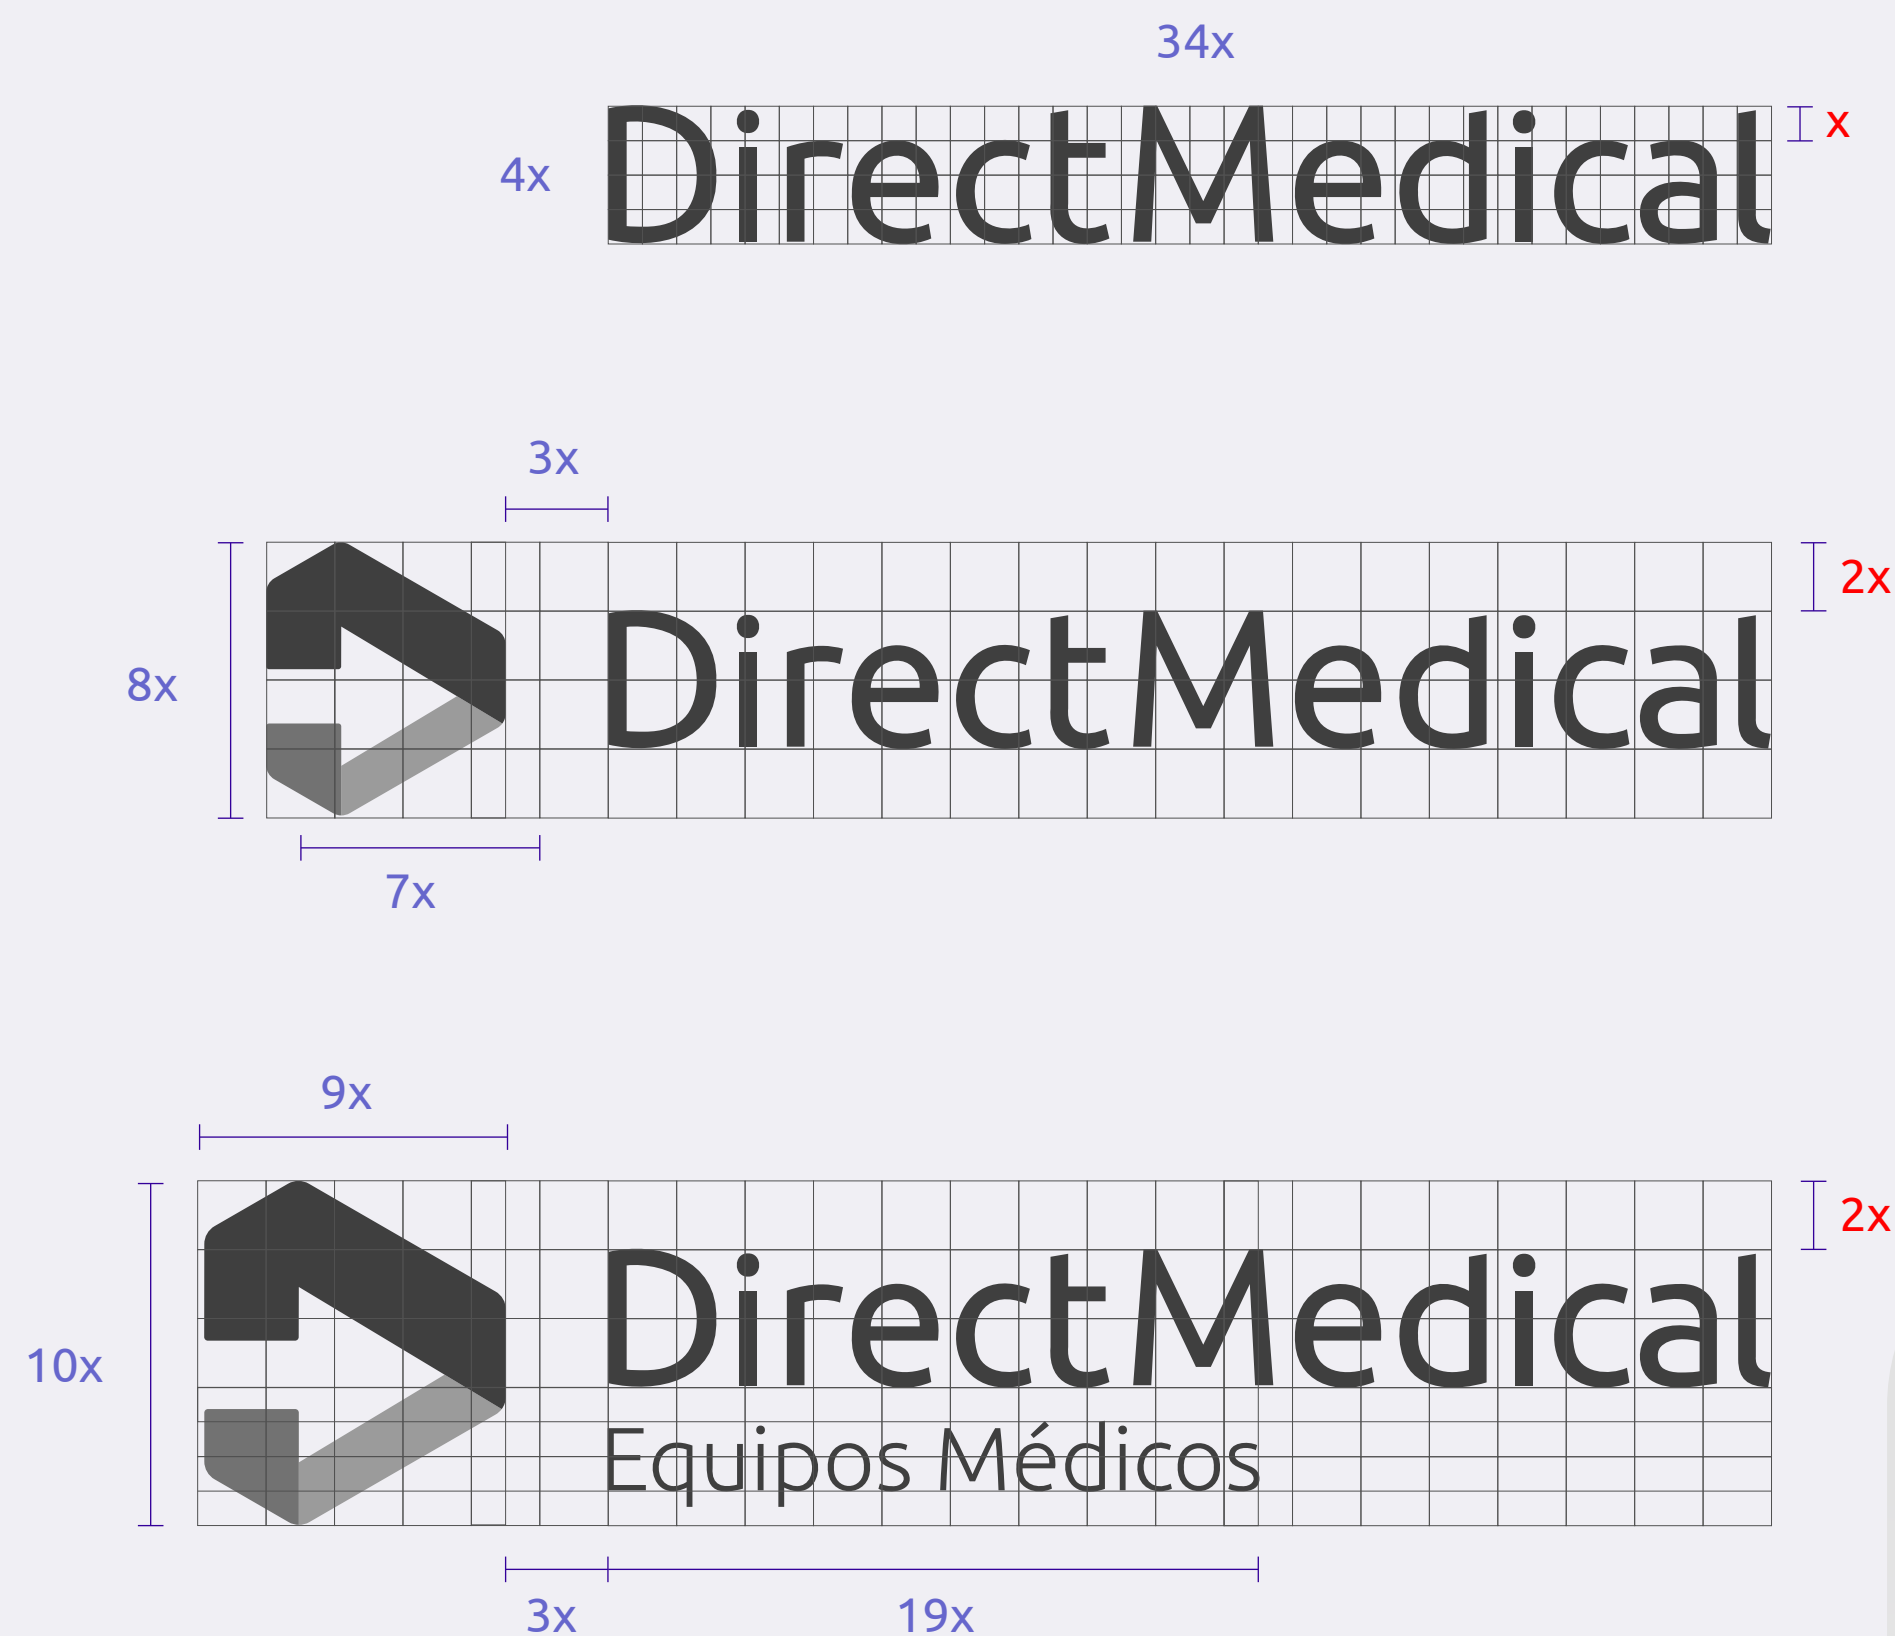 34x
DirectMedical
x
4x
3x
DirectMedical
2x
8x
7x
9x
DirectMedical
2x
10x
Equipos Médicos
3x
19x